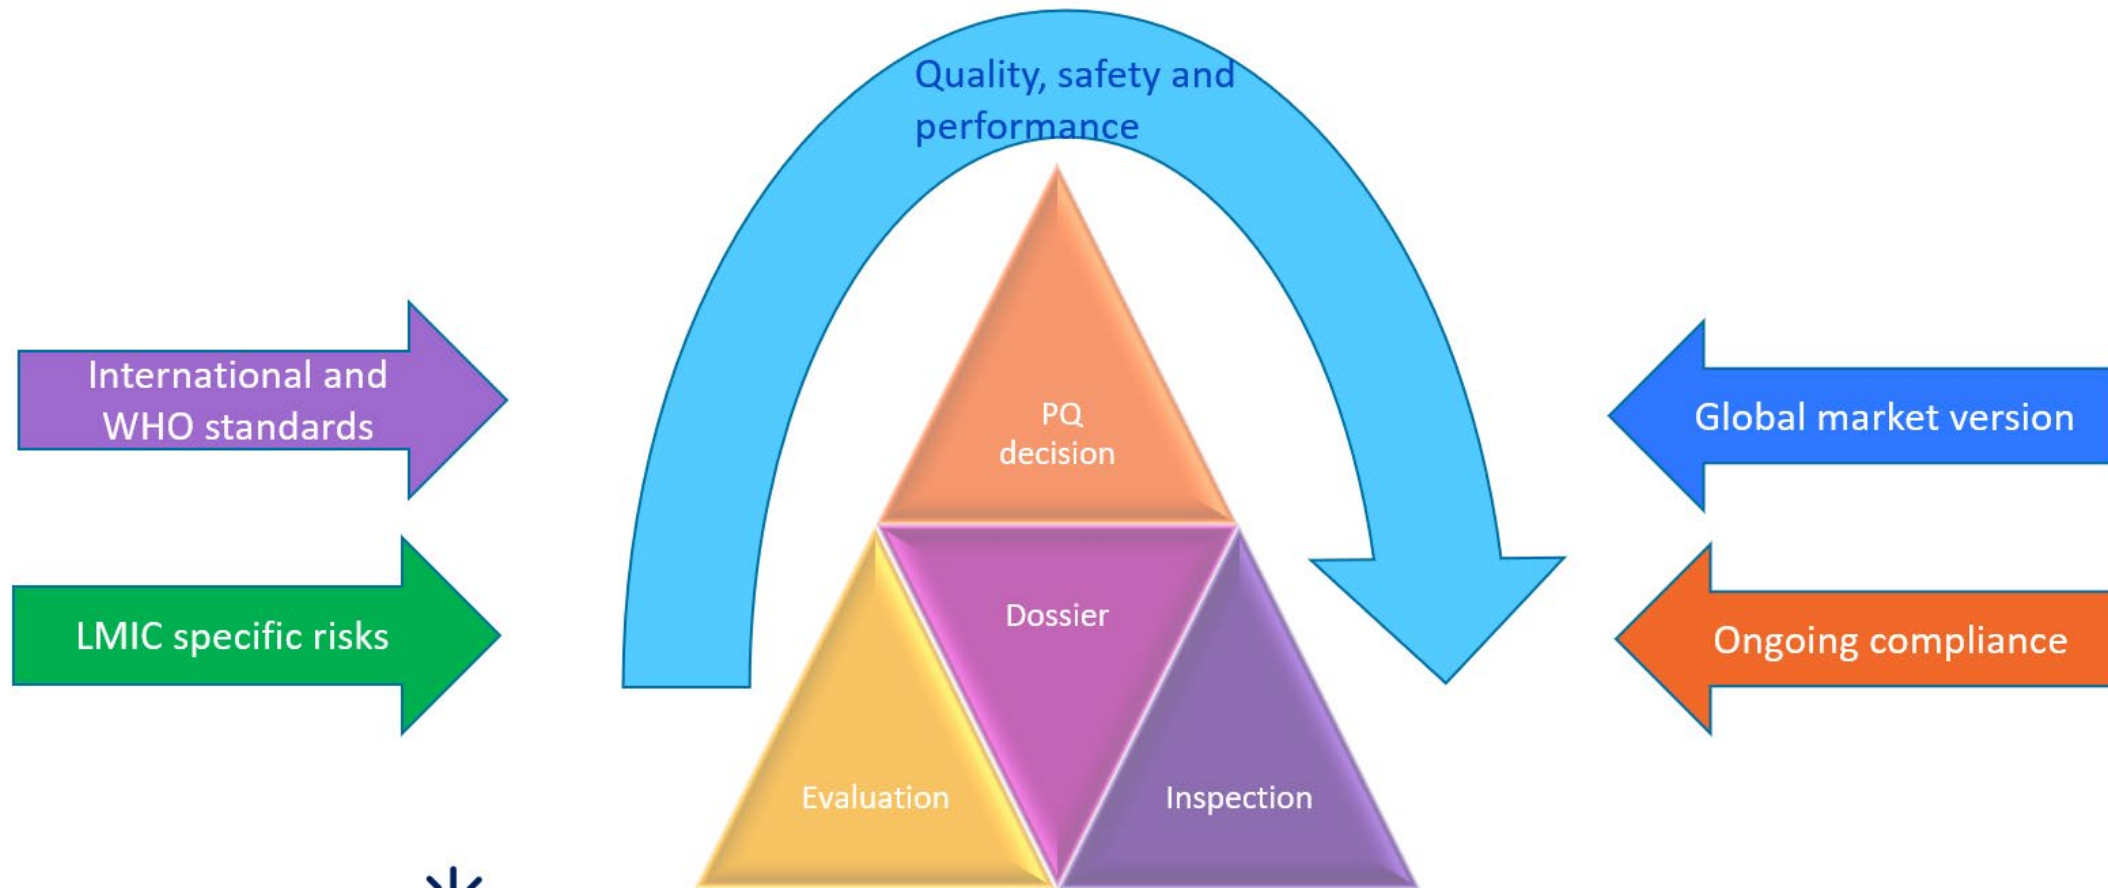 Quality, safety and
performance
International and
WHO standards
LMIC specific risks
PQ
decision
Dossier
Evaluation
Inspection
Global market version
Ongoing compliance